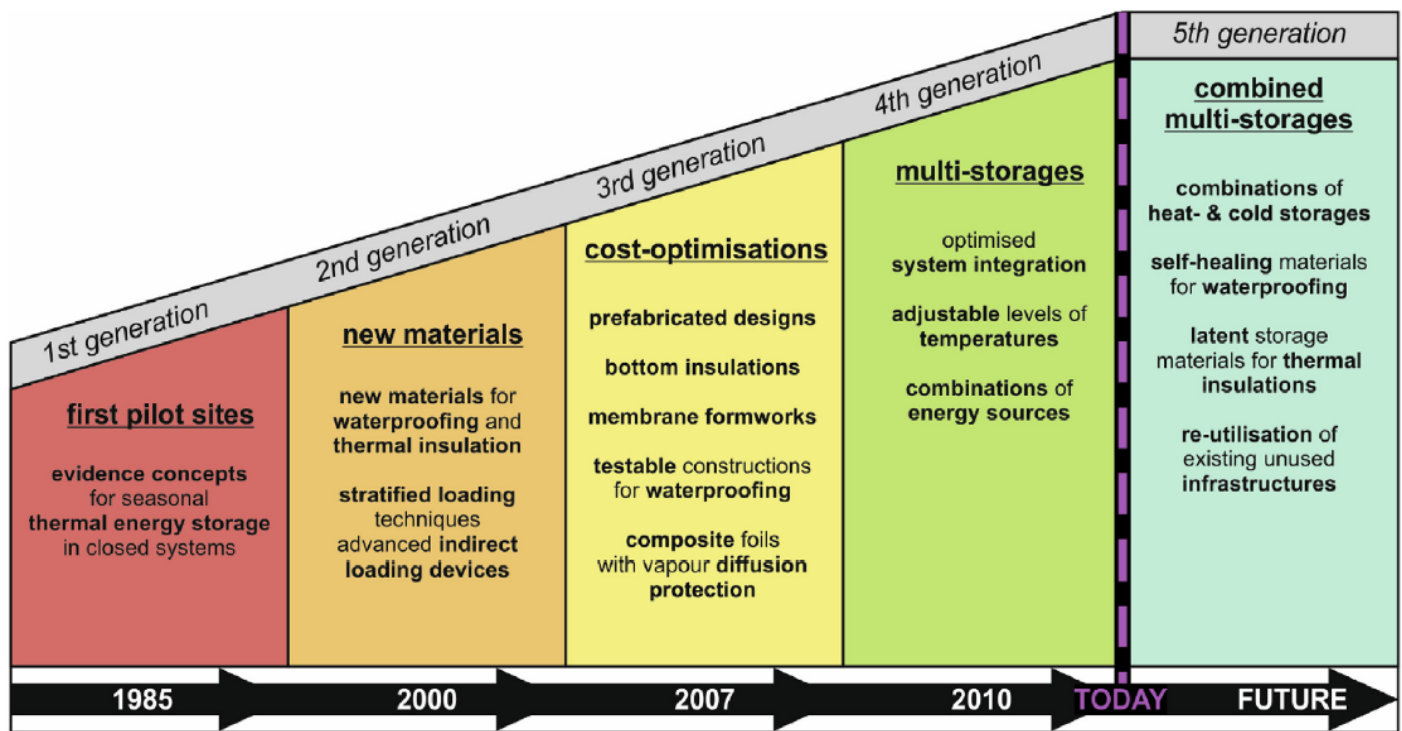 1st generation
first pilot sites
evidence concepts
for seasonal
thermal energy storage
in closed systems
1985
2nd generation
new materials
new materials for
waterproofing and
thermal insulation
stratified loading
techniques
advanced indirect
loading devices
2000
3rd generation
cost-optimisations
prefabricated designs
bottom insulations
membrane formworks
testable constructions
for waterproofing
composite foils
with vapour diffusion
protection
2007
4th generation
multi-storages
optimised
system integration
adjustable levels of
temperatures
combinations of
energy sources
2010
TODAY
5th generation
combined
multi-storages
combinations of
heat- & cold storages
self-healing materials
for waterproofing
latent storage
materials for thermal
insulations
re-utilisation of
existing unused
infrastructures
FUTURE